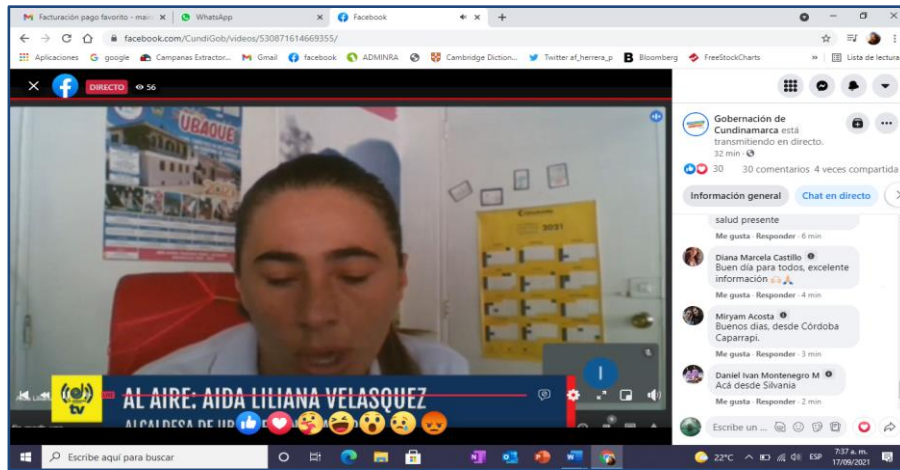 Facturación pago favorito - mai
WhatsApp
Facebook
facebook.com/CundiGob/videos/530871614669355/
Aplicaciones
google
Campanas Extractor...
Gmail
facebook
ADMINRA
Cambridge Diction...
Twitter af_herrera_p
Bloomberg
FreeStockCharts
»
Lista de lectura
DIRECTO
56
UBAQUE
2021
2021
tv
AL AIRE: AIDA LILIANA VELASQUEZ
I
Gobernación de
Cundinamarca está
transmitiendo en directo.
32 min ·
30
30 comentarios 4 veces compartida
Información general
Chat en directo
salud presente
Me gusta · Responder · 6 min
Diana Marcela Castillo
Buen día para todos, excelente
información
Me gusta · Responder · 4 min
Miryam Acosta
Buenos dias, desde Córdoba
Caparrapi.
Me gusta · Responder · 3 min
Daniel Ivan Montenegro M
Acá desde Silvania
Me gusta · Responder · 2 min
Escribe un ...
Escribe aquí para buscar
22°C
ESP
7:37 a. m.
17/09/2021